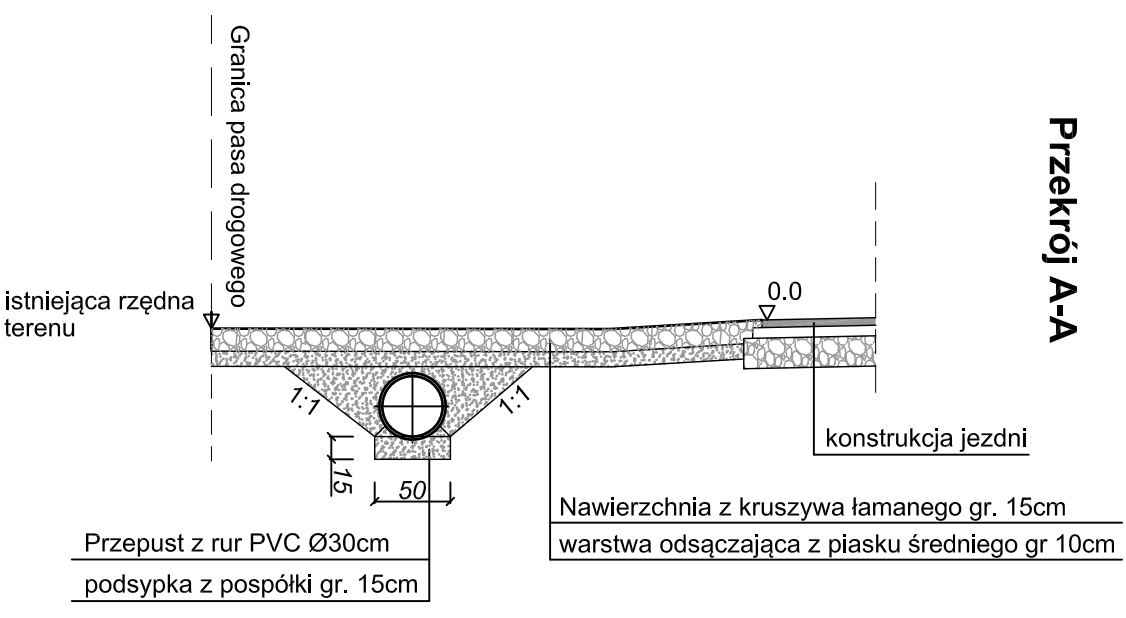 Granica pasa drogowego
Przekrój A-A
istniejąca rzędna
terenu
0.0
1:1
1:1
konstrukcja jezdni
15
50
Nawierzchnia z kruszywa łamanego gr. 15cm
warstwa odsączająca z piasku średniego gr 10cm
Przepust z rur PVC Ø30cm
podsypka z pospółki gr. 15cm